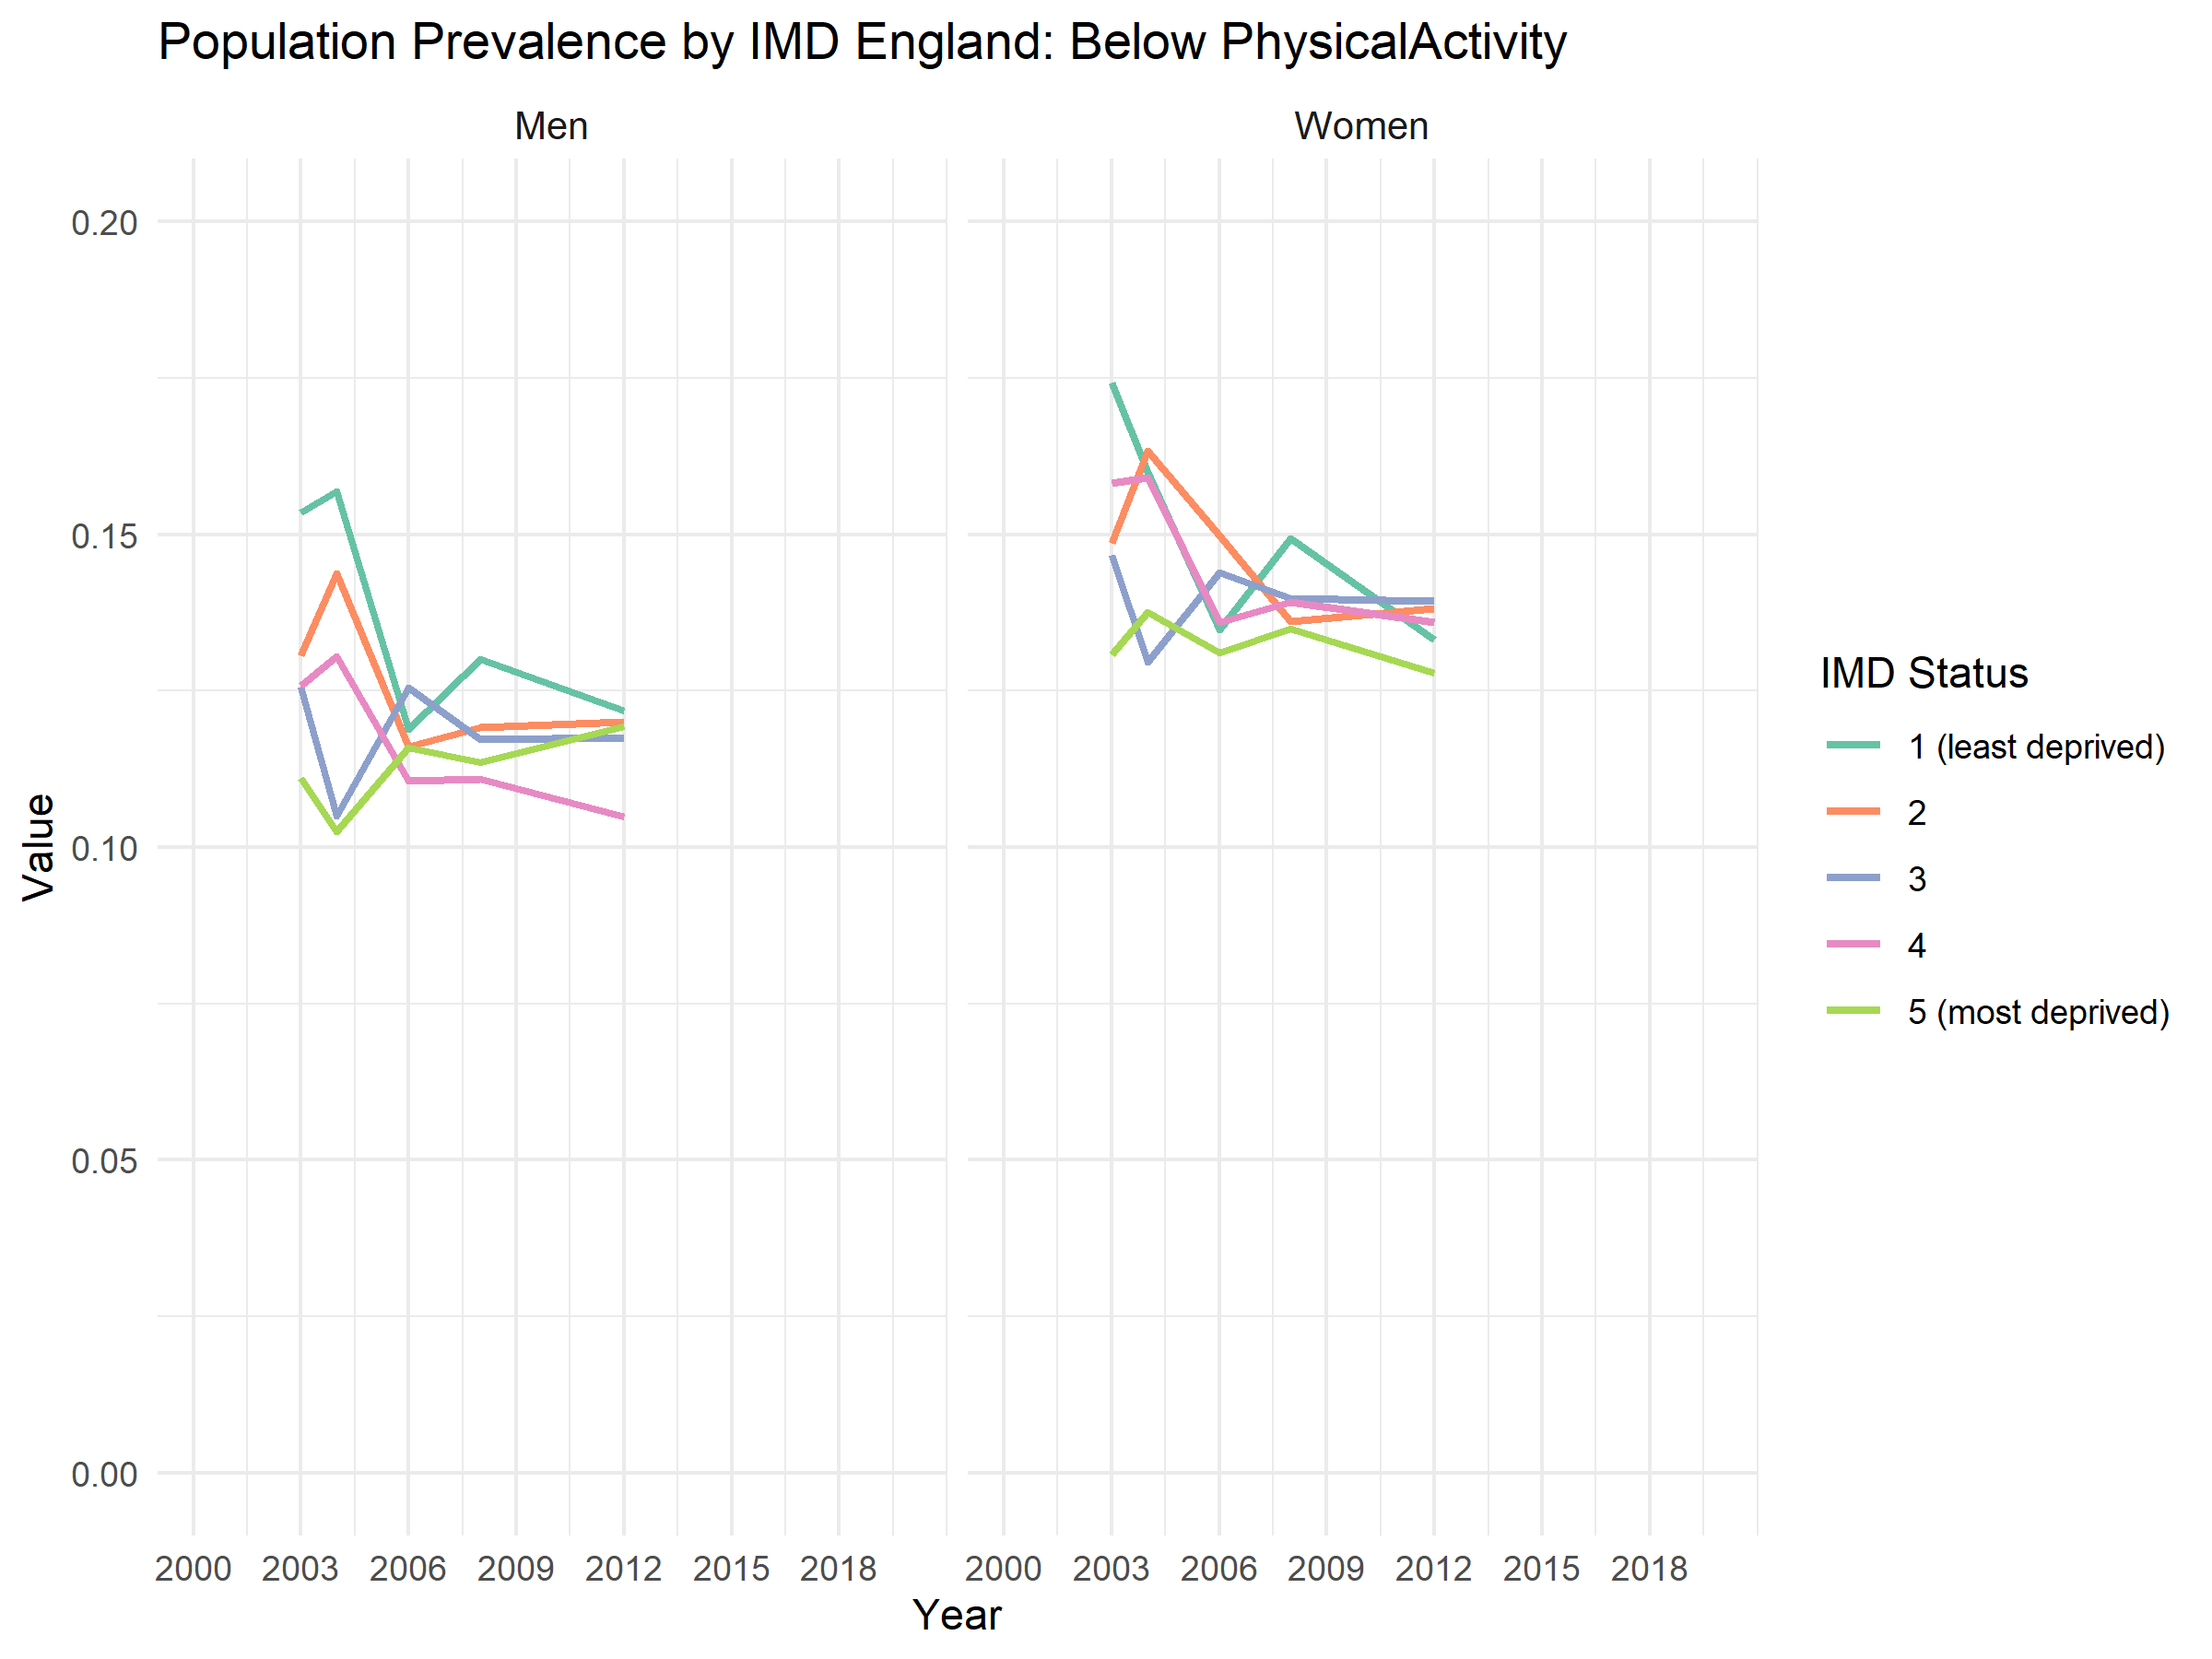 Population Prevalence by IMD England: Below PhysicalActivity
Men
Women
0.20
0.15
0.10
0.05
0.00
Value
2000 2003 2006 2009 2012 2015 2018
2000 2003 2006 2009 2012 2015 2018
Year
IMD Status
1 (least deprived)
2
3
4
5 (most deprived)